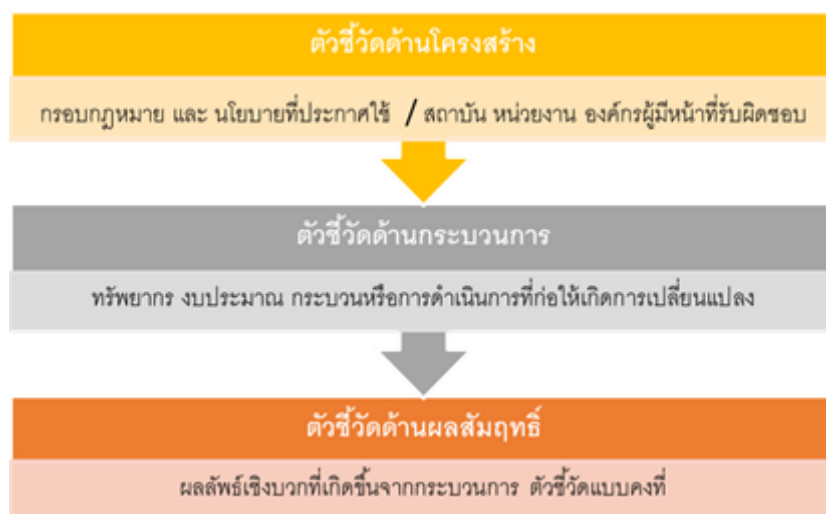 ตัวชี้วัดด้านโครงสร้าง
กรอบกฎหมาย และ นโยบายที่ประกาศใช้ / สถาบัน หน่วยงาน องค์กรผู้มีหน้าที่รับผิดชอบ
ตัวชี้วัดด้านกระบวนการ
ทรัพยากร งบประมาณ กระบวนหรือการดำเนินการที่ก่อให้เกิดการเปลี่ยนแปลง
ตัวชี้วัดด้านผลสัมฤทธิ์
ผลลัพธ์เชิงบวกที่เกิดขึ้นจากกระบวนการ ตัวชี้วัดแบบคงที่